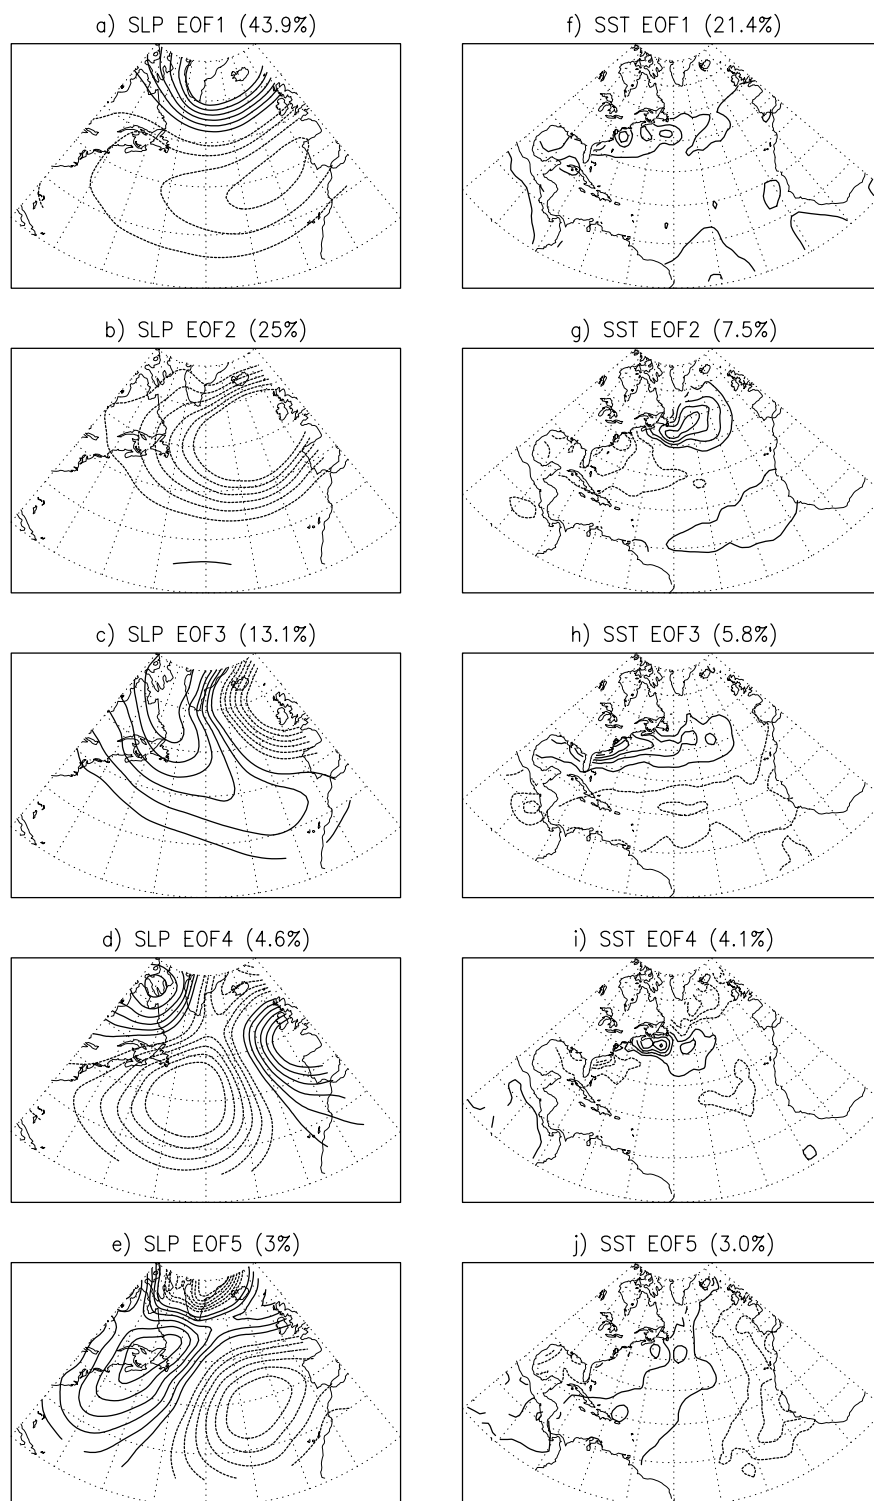 a) SLP EOF1 (43.9%)
f) SST EOF1 (21.4%)
b) SLP EOF2 (25%)
g) SST EOF2 (7.5%)
c) SLP EOF3 (13.1%)
h) SST EOF3 (5.8%)
d) SLP EOF4 (4.6%)
i) SST EOF4 (4.1%)
e) SLP EOF5 (3%)
j) SST EOF5 (3.0%)